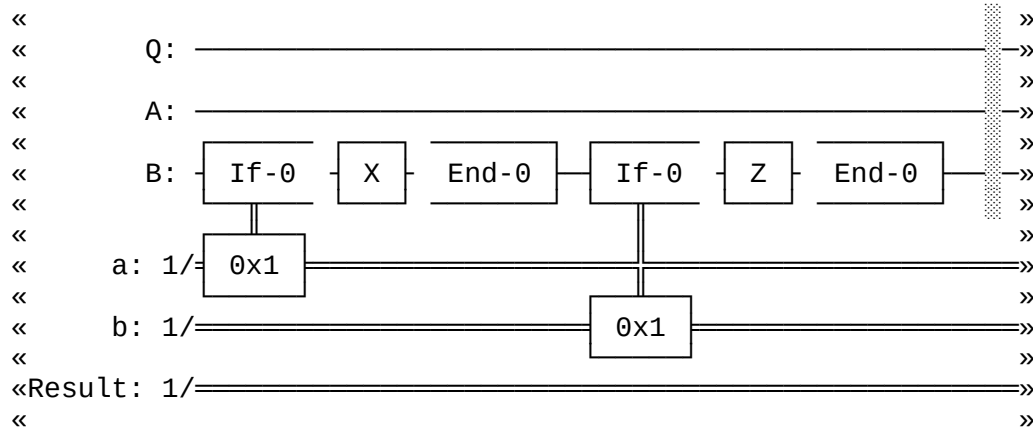 Q:
A:
B: If-0 X End-0 If-0 Z End-0
a: 1/ 0x1
b: 1/ 0x1
«Result: 1/